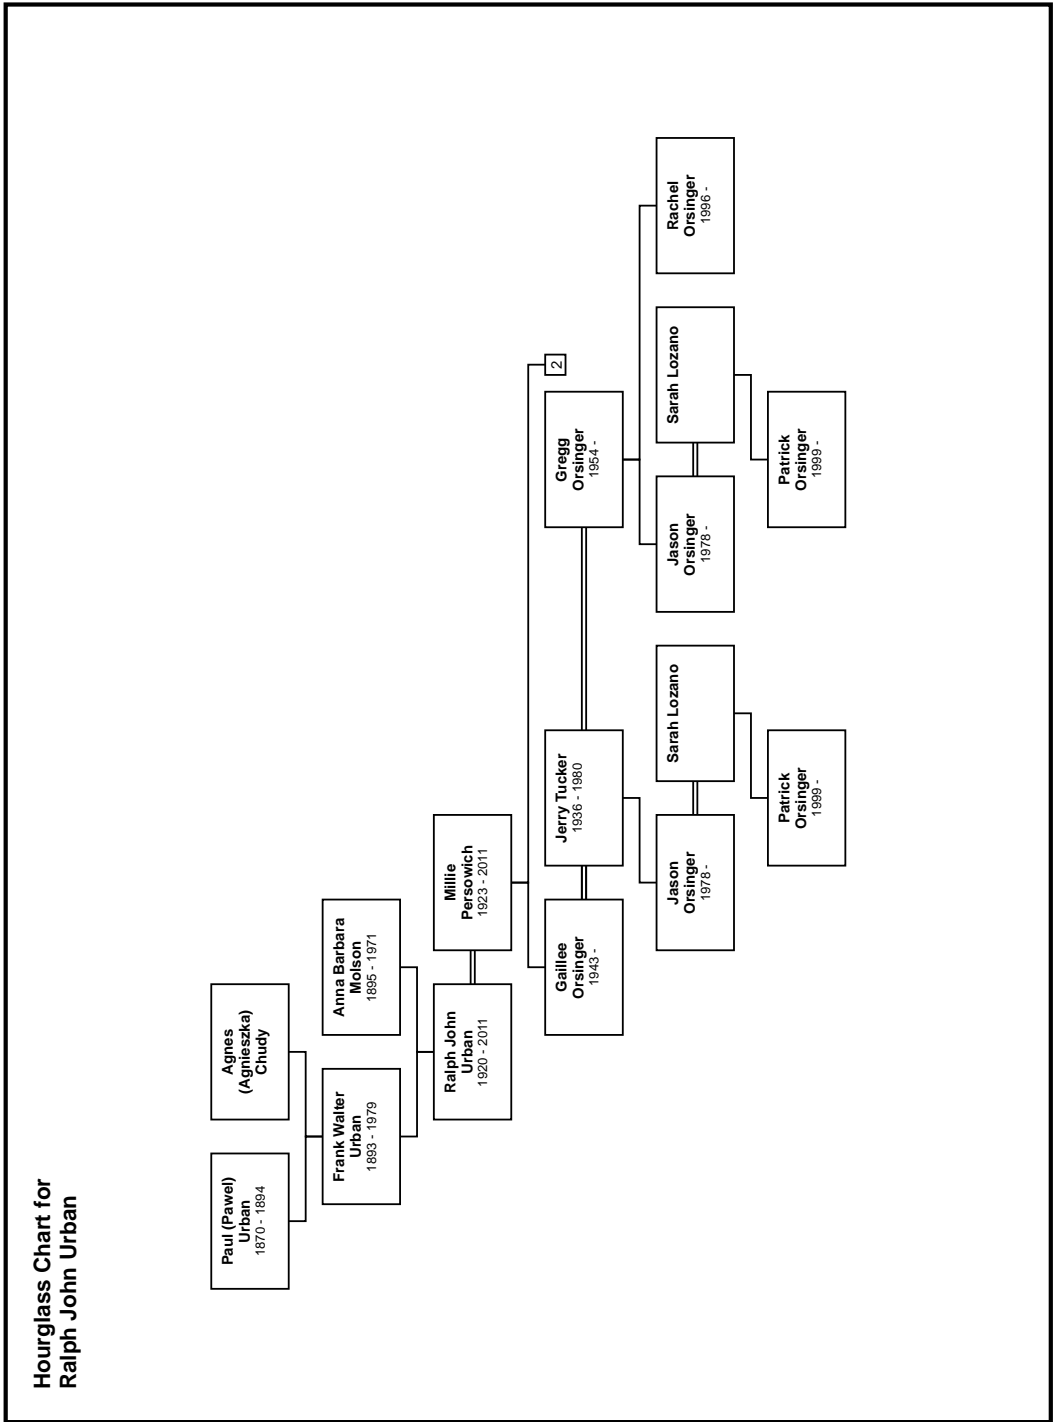 Hourglass Chart for
Ralph John Urban
Paul (Pawel)
Urban
1870 - 1894
Agnes
(Agnieszka)
Chudy
Frank Walter
Urban
1893 - 1979
Anna Barbara
Molson
1895 - 1971
Ralph John
Urban
1920 - 2011
Millie
Persowich
1923 - 2011
Gaillee
Orsinger
1943 -
Jerry Tucker
1936 - 1980
Gregg
Orsinger
1954 -
2
Jason
Orsinger
1978 -
Sarah Lozano
Jason
Orsinger
1978 -
Sarah Lozano
Rachel
Orsinger
1996 -
Patrick
Orsinger
1999 -
Patrick
Orsinger
1999 -